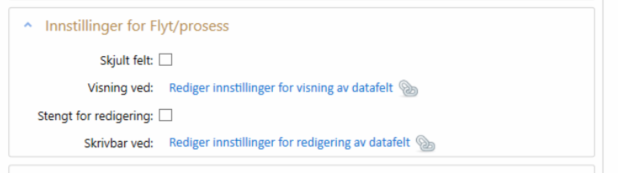 Innstillinger for Flyt/prosess
Skjult felt:
Visning ved: Rediger innstillinger for visning av datafelt
Stengt for redigering:
Skrivbar ved: Rediger innstillinger for redigering av datafelt